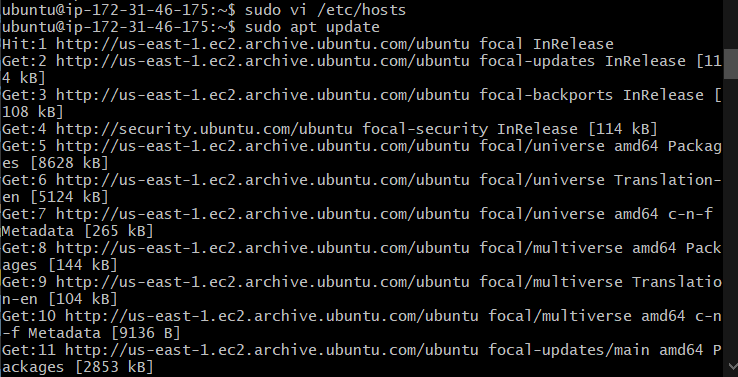 ubuntu@ip-172-31-46-175:~$ sudo vi /etc/hosts
ubuntu@ip-172-31-46-175:~$ sudo apt update
Hit:1 http://us-east-1.ec2.archive.ubuntu.com/ubuntu focal InRelease
Get:2 http://us-east-1.ec2.archive.ubuntu.com/ubuntu focal-updates InRelease [11
4 kB]
Get:3 http://us-east-1.ec2.archive.ubuntu.com/ubuntu focal-backports InRelease [
108 kB]
Get:4 http://security.ubuntu.com/ubuntu focal-security InRelease [114 kB]
Get:5 http://us-east-1.ec2.archive.ubuntu.com/ubuntu focal/universe amd64 Packag
es [8628 kB]
Get:6 http://us-east-1.ec2.archive.ubuntu.com/ubuntu focal/universe Translation-
en [5124 kB]
Get:7 http://us-east-1.ec2.archive.ubuntu.com/ubuntu focal/universe amd64 c-n-f
Metadata [265 kB]
Get:8 http://us-east-1.ec2.archive.ubuntu.com/ubuntu focal/multiverse amd64 Pack
ages [144 kB]
Get:9 http://us-east-1.ec2.archive.ubuntu.com/ubuntu focal/multiverse Translatio
n-en [104 kB]
Get:10 http://us-east-1.ec2.archive.ubuntu.com/ubuntu focal/multiverse amd64 c-n
-f Metadata [9136 B]
Get:11 http://us-east-1.ec2.archive.ubuntu.com/ubuntu focal-updates/main amd64 P
ackages [2853 kB]